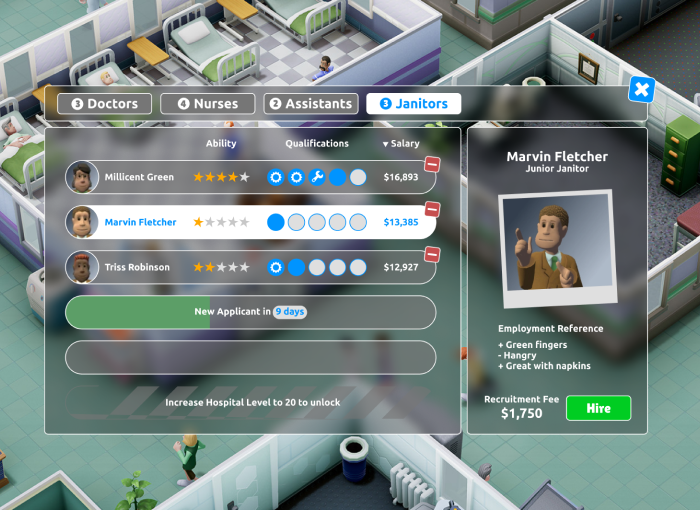 3 Doctors
4 Nurses
2 Assistants
3 Janitors
Ability Qualifications ▼ Salary
Millicent Green $16,893
Marvin Fletcher $13,385
Triss Robinson $12,927
New Applicant in 9 days
Increase Hospital Level to 20 to unlock
Marvin Fletcher
Junior Janitor
Employment Reference
+ Green fingers
- Hangry
+ Great with napkins
Recruitment Fee
$1,750
Hire